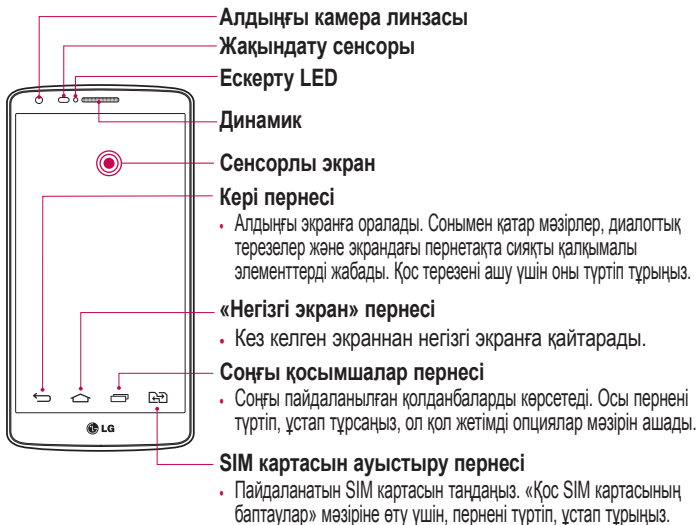 Алдыңғы камера линзасы
Жақындату сенсоры
Ескерту LED
Динамик
Сенсорлы экран
Кері пернесі
• Алдыңғы экранға оралады. Сонымен қатар мәзірлер, диалогтық
терезелер және экрандағы пернетақта сияқты қалқымалы
элементтерді жабады. Қос терезені ашу үшін оны түртіп тұрыңыз.
«Негізгі экран» пернесі
• Кез келген экраннан негізгі экранға қайтарады.
Соңғы қосымшалар пернесі
• Соңғы пайдаланылған қолданбаларды көрсетеді. Осы пернені
түртіп, ұстап тұрсаңыз, ол қол жетімді опциялар мәзірін ашады.
LG
SIM картасын ауыстыру пернесі
• Пайдаланатын SIM картасын таңдаңыз. «Қос SIM картасының
баптаулар» мәзіріне өту үшін, пернені түртіп, ұстап тұрыңыз.